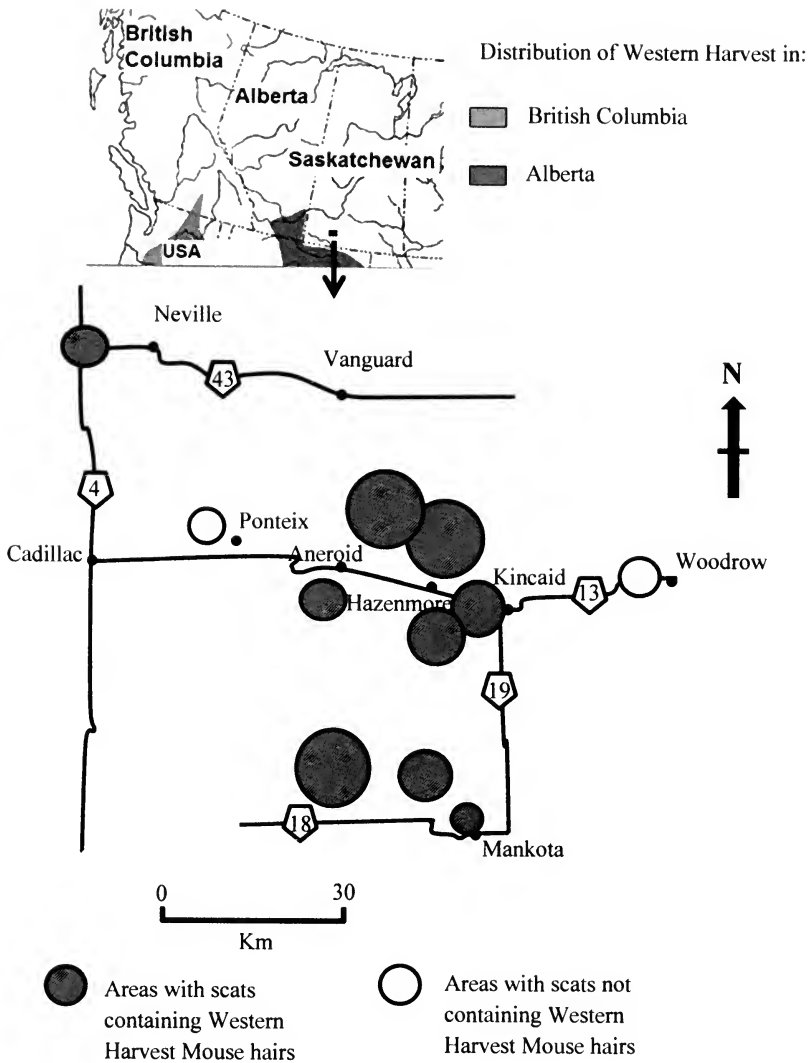 British
Columbia
Alberta
Saskatchewan
USA
Distribution of Western Harvest in:
British Columbia
Alberta
Neville
43
Vanguard
N
4
Ponteix
Cadillac
Aneroid
Kincaid
Woodrow
Hazenmore
13
19
18
Mankota
0 30
Km
Areas with scats
containing Western
Harvest Mouse hairs
Areas with scats not
containing Western
Harvest Mouse hairs